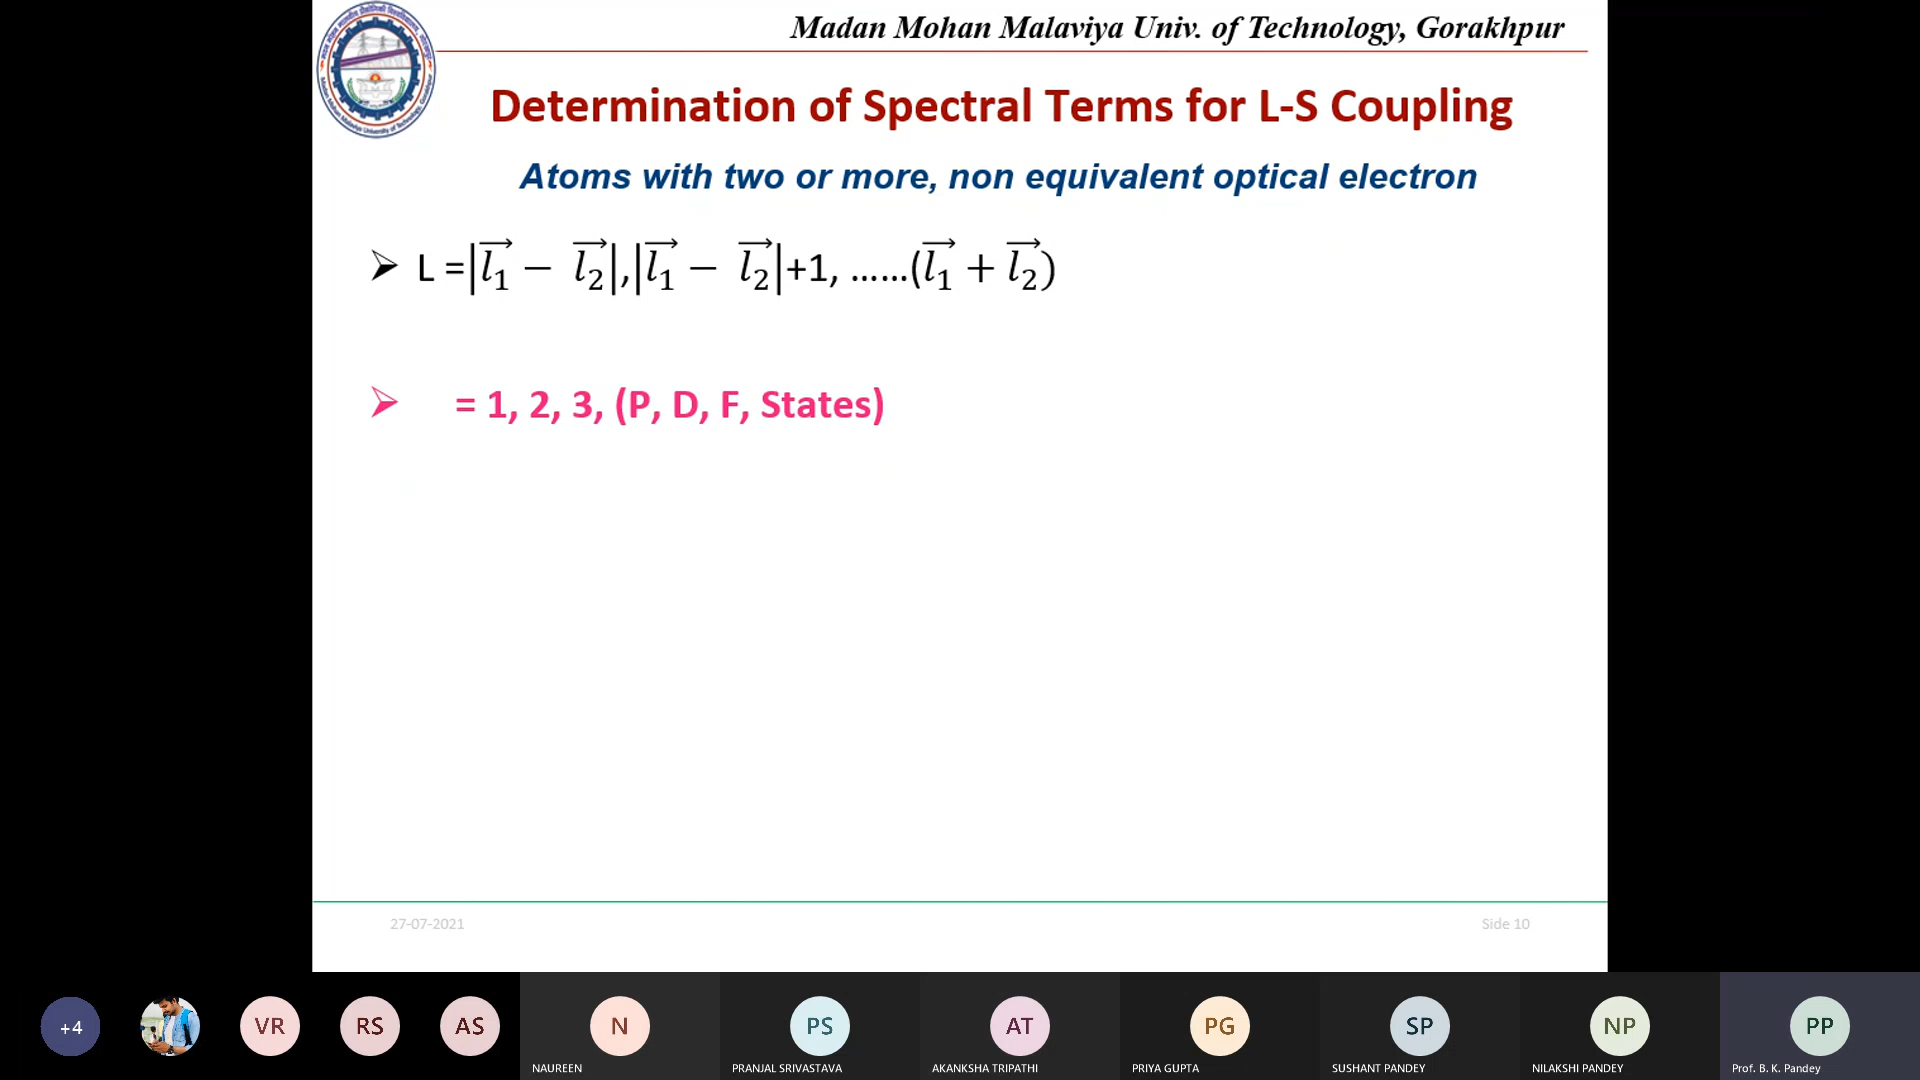 Madan Mohan Malaviya Univ. of Technology, Gorakhpur
Determination of Spectral Terms for L-S Coupling
Atoms with two or more, non equivalent optical electron
➢ L =|l₁⃗ − l₂⃗|,|l₁⃗ − l₂⃗|+1, ……(l₁⃗ + l₂⃗)
➢ = 1, 2, 3, (P, D, F, States)
27-07-2021
Side 10
+4
VR
RS
AS
N
PS
AT
PG
SP
NP
PP
NAUREEN
PRANJAL SRIVASTAVA
AKANKSHA TRIPATHI
PRIYA GUPTA
SUSHANT PANDEY
NILAKSHI PANDEY
Prof. B. K. Pandey